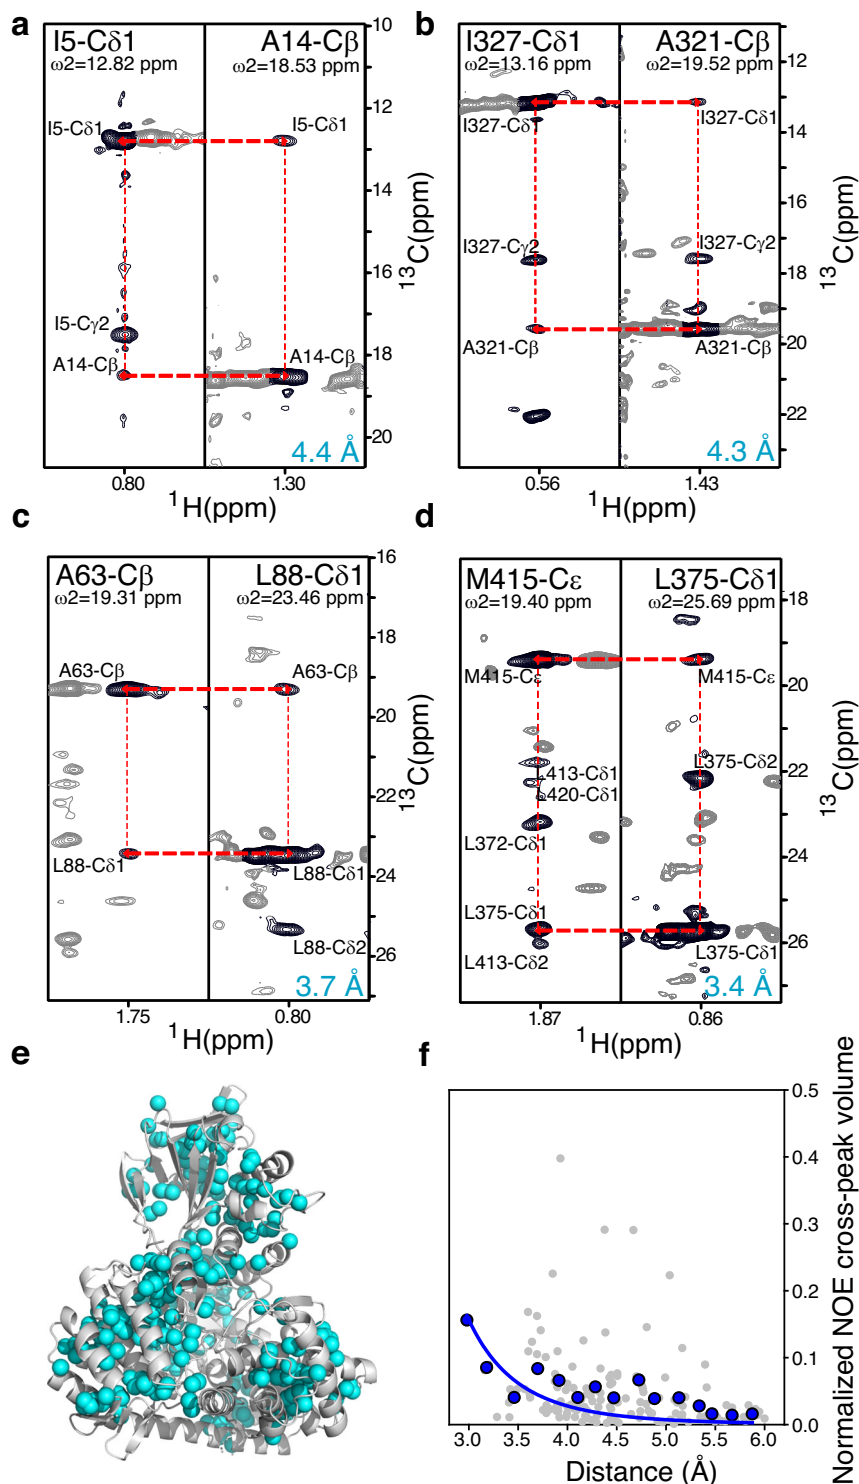 a
I5-Cδ1
ω2=12.82 ppm
A14-Cβ
ω2=18.53 ppm
I5-Cδ1
I5-Cδ1
I5-Cγ2
A14-Cβ
A14-Cβ
4.4 Å
10
12
14
16
18
20
13C(ppm)
0.80
1.30
1H(ppm)
b
I327-Cδ1
ω2=13.16 ppm
A321-Cβ
ω2=19.52 ppm
I327-Cδ1
I327-Cδ1
I327-Cγ2
I327-Cγ2
A321-Cβ
A321-Cβ
4.3 Å
12
14
16
18
20
22
13C(ppm)
0.56
1.43
1H(ppm)
c
A63-Cβ
ω2=19.31 ppm
L88-Cδ1
ω2=23.46 ppm
A63-Cβ
A63-Cβ
L88-Cδ1
L88-Cδ1
L88-Cδ2
3.7 Å
16
18
20
22
24
26
13C(ppm)
1.75
0.80
1H(ppm)
d
M415-Cε
ω2=19.40 ppm
L375-Cδ1
ω2=25.69 ppm
M415-Cε
M415-Cε
L413-Cδ1
L420-Cδ1
L375-Cδ2
L372-Cδ1
L375-Cδ1
L375-Cδ1
L413-Cδ2
3.4 Å
18
20
22
24
26
13C(ppm)
1.87
0.86
1H(ppm)
e
f
0.5
0.4
0.3
0.2
0.1
0.0
Normalized NOE cross-peak volume
3.0 3.5 4.0 4.5 5.0 5.5 6.0
Distance (Å)